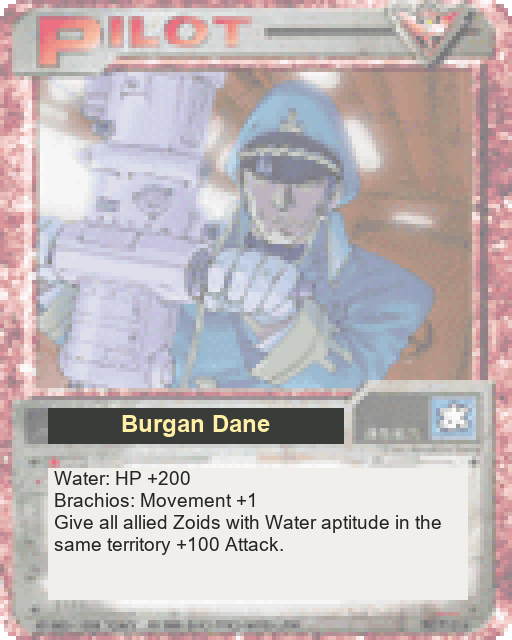 PILOT
Burgan Dane
Water: HP +200
Brachios: Movement +1
Give all allied Zoids with Water aptitude in the
same territory +100 Attack.